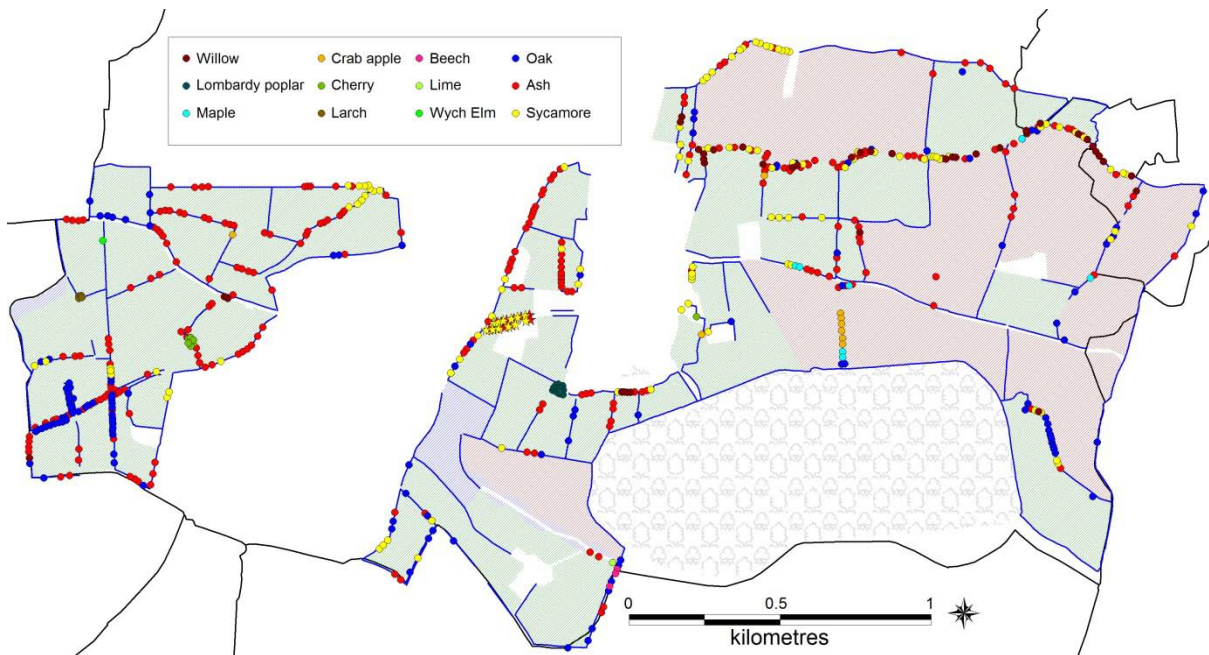 Willow Crab apple Beech Oak
Lombardy poplar Cherry Lime Ash
Maple Larch Wych Elm Sycamore
0 0.5 1
kilometres